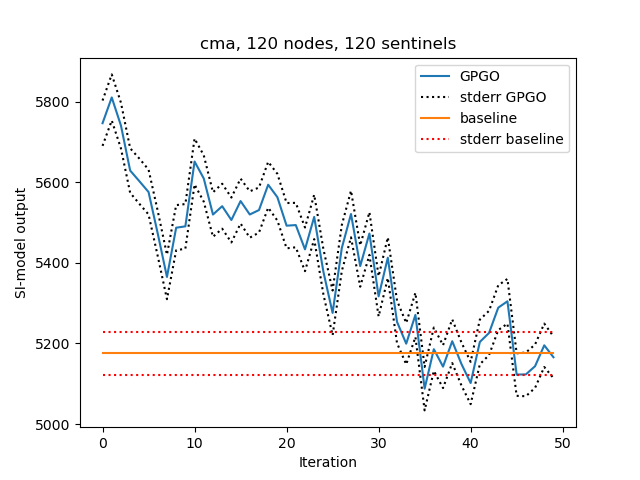 cma, 120 nodes, 120 sentinels
GPGO
stderr GPGO
baseline
stderr baseline
SI-model output
5800
5600
5400
5200
5000
0 10 20 30 40 50
Iteration